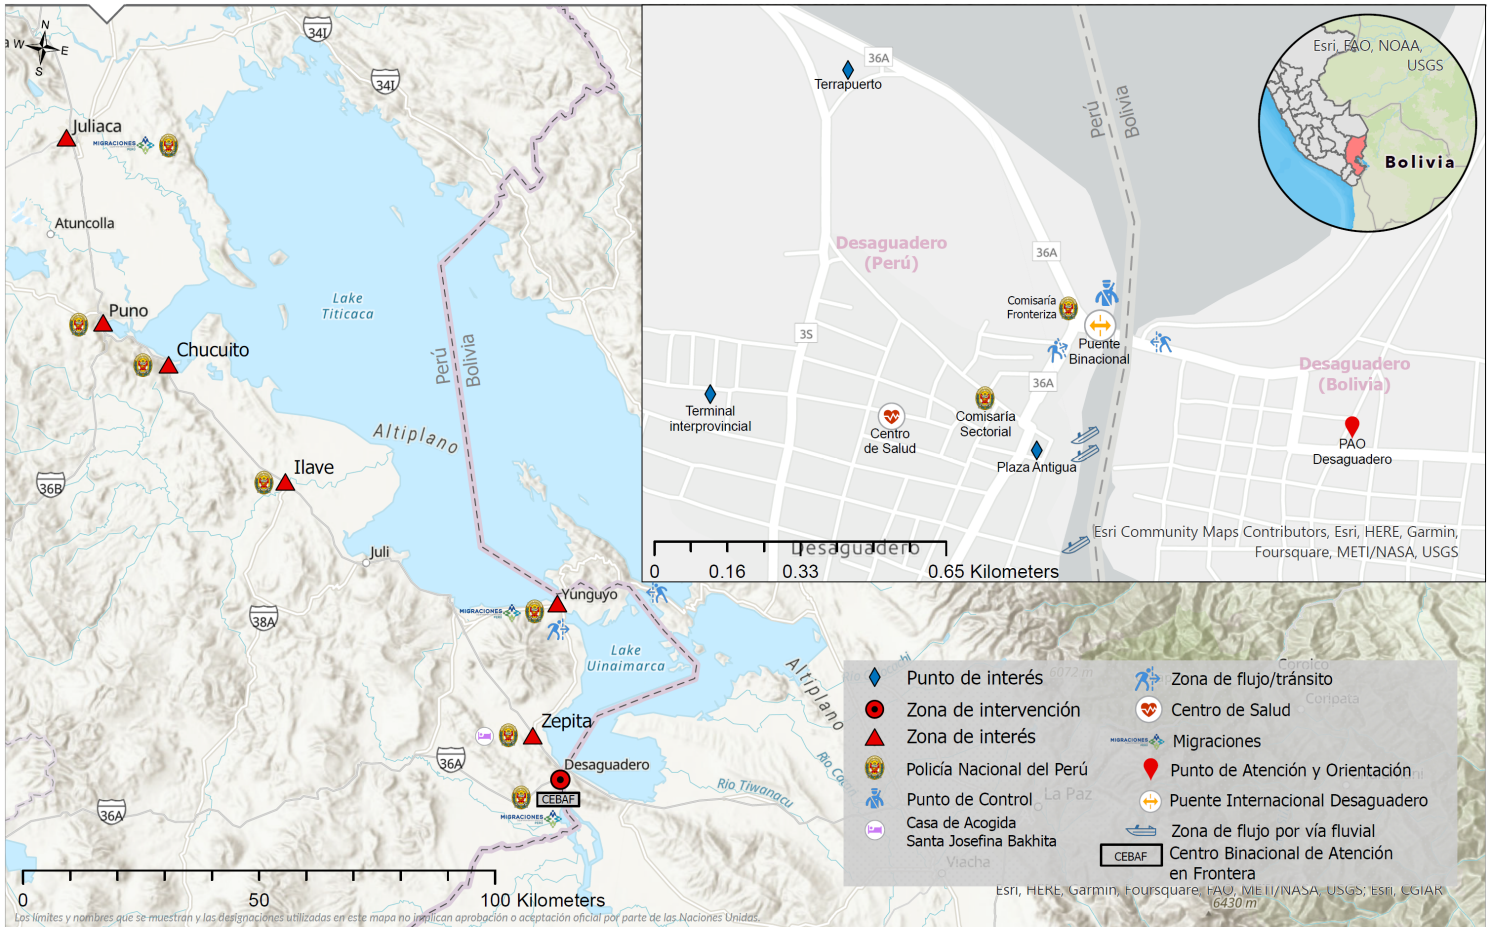 N
W
E
S
34I
34I
Juliaca
MIGRACIONES
Atuncolla
Lake
Titicaca
Puno
Chucuito
Perú
Bolivia
Altiplano
Ilave
36B
Juli
38A
Yunguyo
MIGRACIONES
Lake
Uinaimarca
Altiplano
Zepita
Desaguadero
36A
CEBAF
MIGRACIONES
36A
Río Tiwanacu
0
50
100 Kilometers
Los límites y nombres que se muestran y las designaciones utilizadas en este mapa no implican aprobación o aceptación oficial por parte de las Naciones Unidas.
36A
Terrapuerto
Perú
Bolivia
Esri, FAO, NOAA,
USGS
Bolivia
Desaguadero
(Perú)
36A
Comisaría
Fronteriza
Puente
Binacional
3S
36A
Desaguadero
(Bolivia)
Terminal
interprovincial
Centro
de Salud
Comisaría
Sectorial
Plaza Antigua
PAO
Desaguadero
Desaguadero
0
0.16
0.33
0.65 Kilometers
Esri Community Maps Contributors, Esri, HERE, Garmin,
Foursquare, METI/NASA, USGS
Punto de interés
Zona de intervención
Zona de interés
Policía Nacional del Perú
Punto de Control
Casa de Acogida
Santa Josefina Bakhita
Zona de flujo/tránsito
Centro de Salud
MIGRACIONES
Migraciones
Punto de Atención y Orientación
Puente Internacional Desaguadero
Zona de flujo por vía fluvial
CEBAF
Centro Binacional de Atención
en Frontera
6072 m
Coroico
La Paz
Viacha
Esri, HERE, Garmin, Foursquare, FAO, METI/NASA, USGS, Esri, CGIAR
6430 m